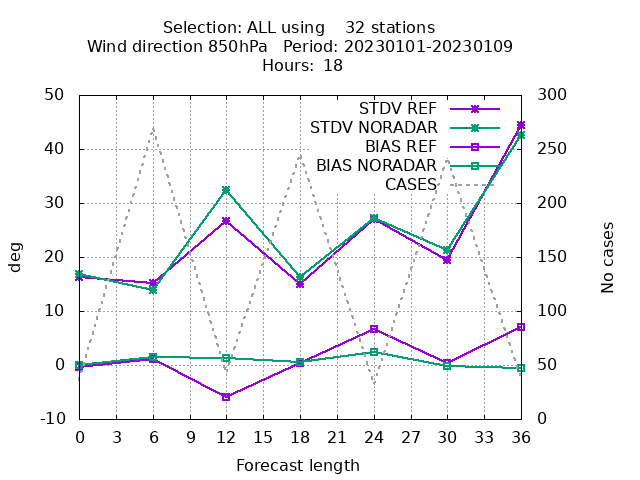 Selection: ALL using    32 stations
Wind direction 850hPa   Period: 20230101-20230109
Hours: 18
50
40
30
20
10
0
-10
deg
300
250
200
150
100
50
0
No cases
STDV REF
STDV NORADAR
BIAS REF
BIAS NORADAR
CASES
0 3 6 9 12 15 18 21 24 27 30 33 36
Forecast length